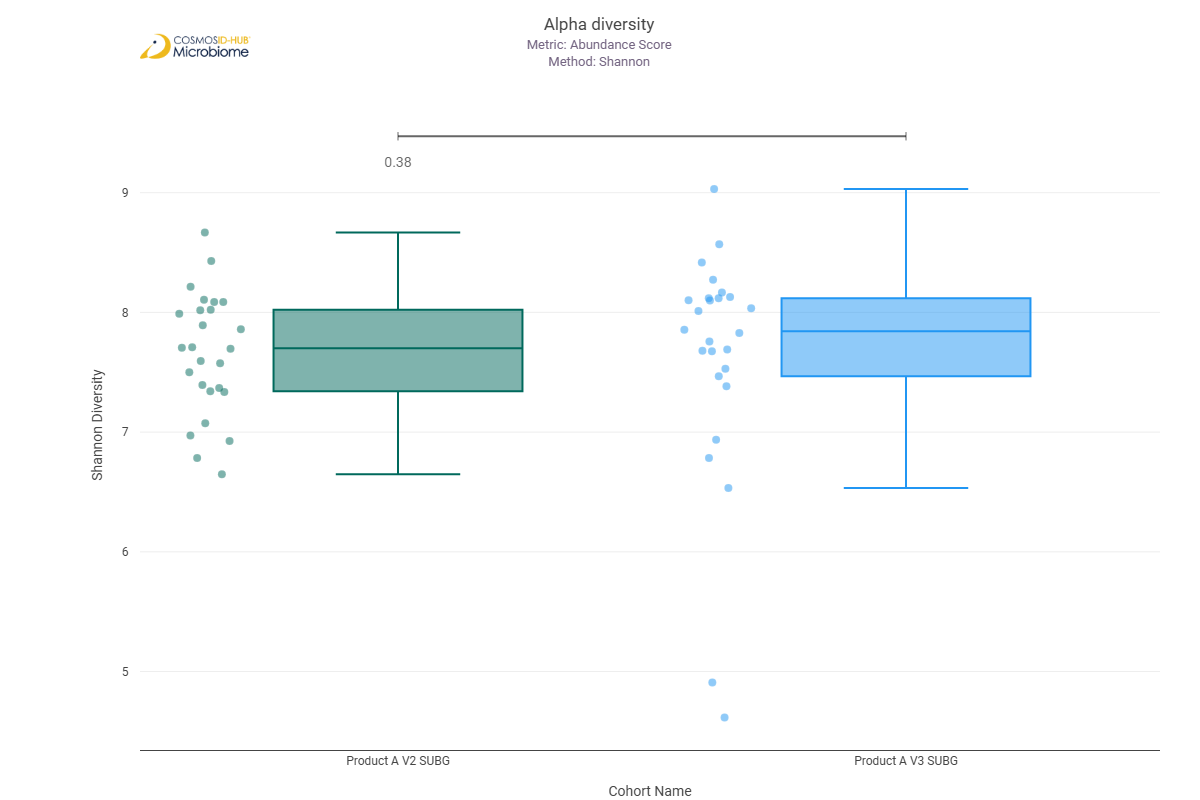 Alpha diversity
COSMOSID-HUB
Microbiome
Metric: Abundance Score
Method: Shannon
0.38
9
8
7
6
5
Shannon Diversity
Product A V2 SUBG
Product A V3 SUBG
Cohort Name